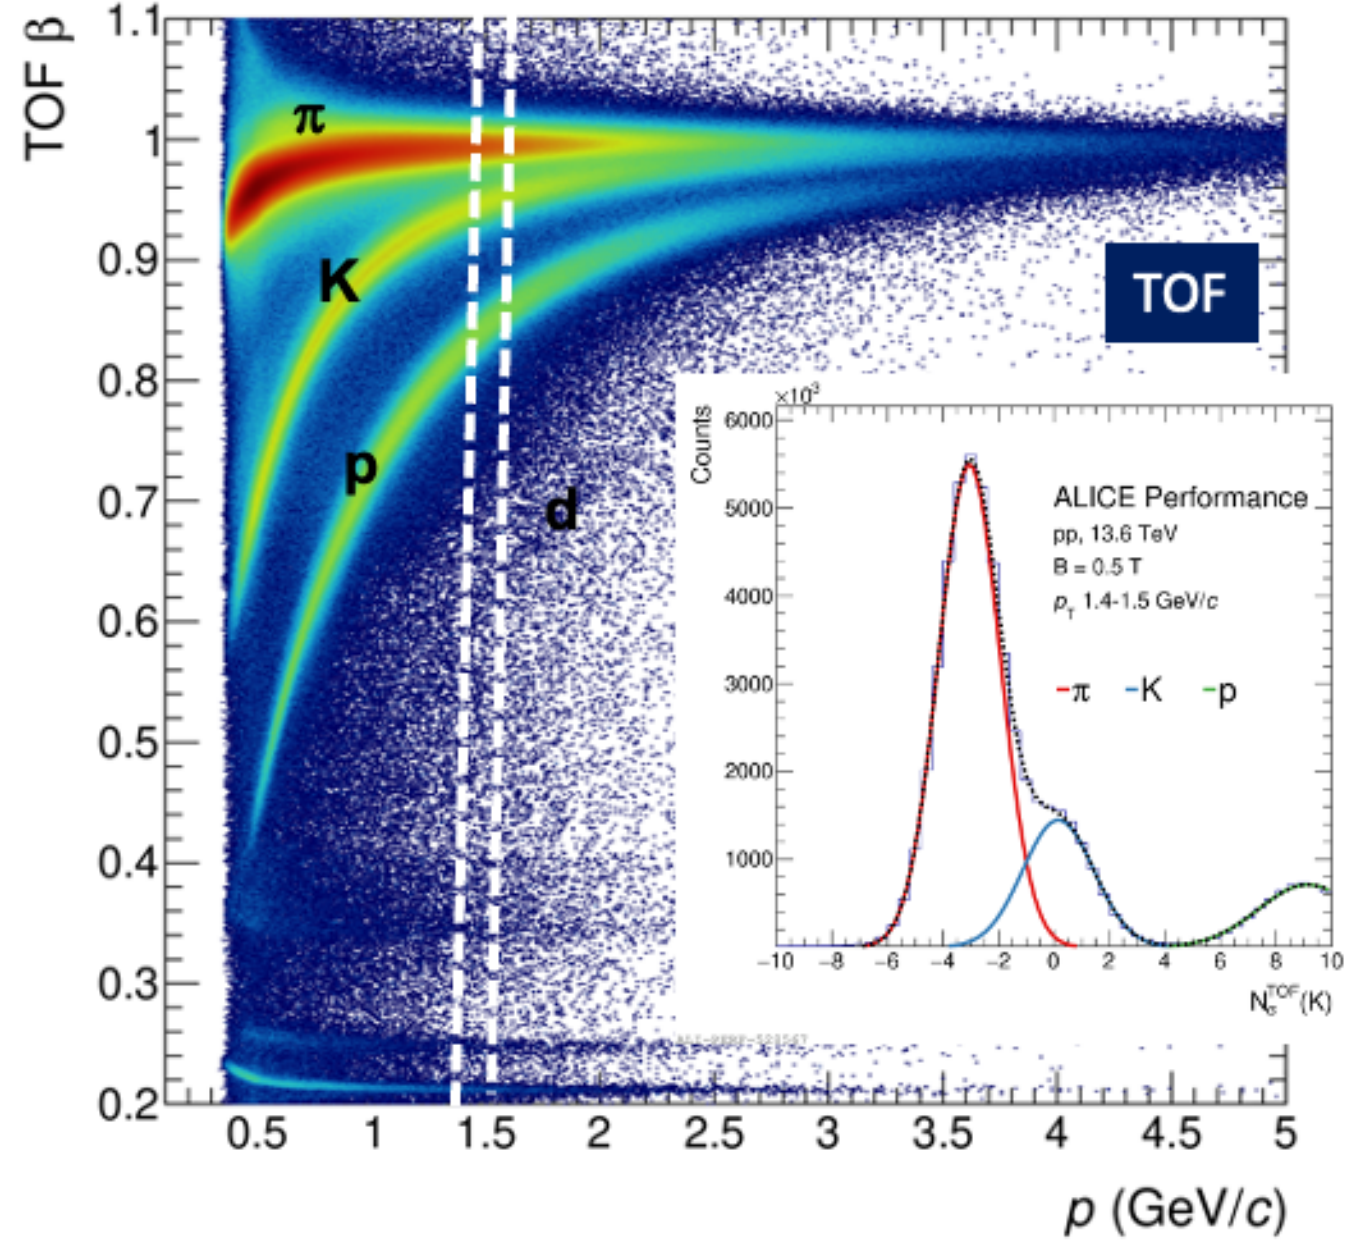 TOF β
1.1
1
0.9
0.8
0.7
0.6
0.5
0.4
0.3
0.2
π
K
p
d
TOF
0.5 1 1.5 2 2.5 3 3.5 4 4.5 5
p (GeV/c)
×10³
Counts
6000
5000
4000
3000
2000
1000
ALICE Performance
pp, 13.6 TeV
B = 0.5 T
pT 1.4-1.5 GeV/c
π K p
−10 −8 −6 −4 −2 0 2 4 6 8 10
NσTOF(K)